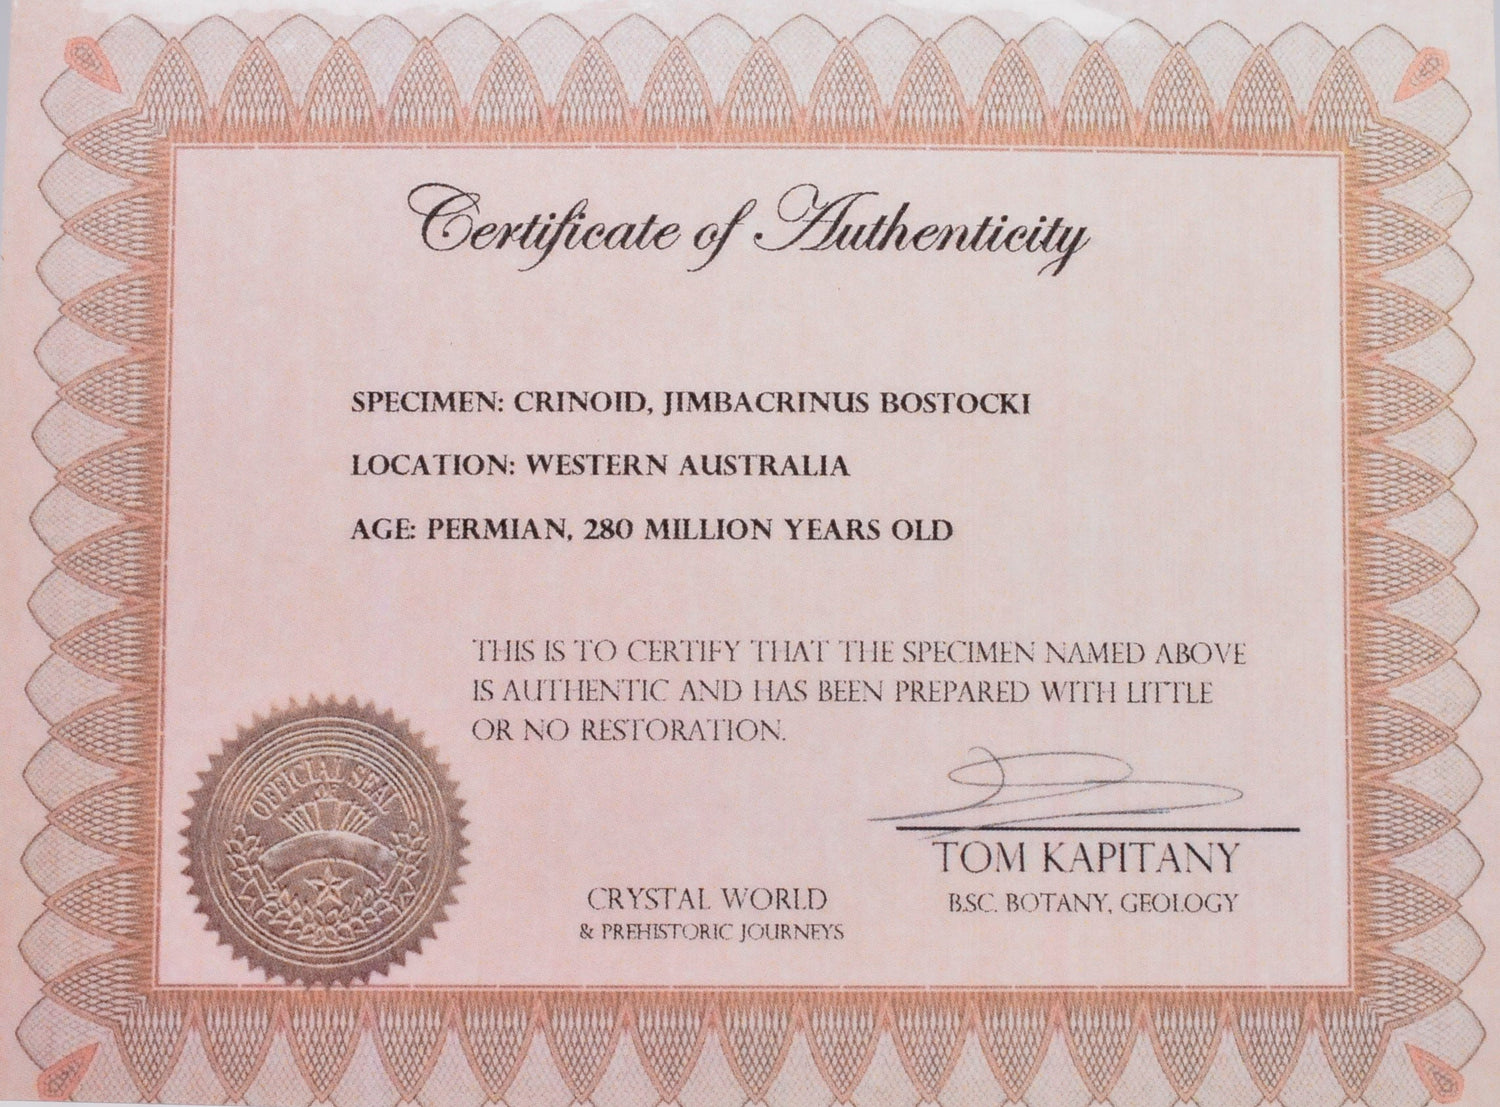 Certificate of Authenticity
SPECIMEN: CRINOID, JIMBACRINUS BOSTOCKI
LOCATION: WESTERN AUSTRALIA
AGE: PERMIAN, 280 MILLION YEARS OLD
THIS IS TO CERTIFY THAT THE SPECIMEN NAMED ABOVE
IS AUTHENTIC AND HAS BEEN PREPARED WITH LITTLE
OR NO RESTORATION.
OFFICIAL SEAL
OF
TOM KAPITANY
B.SC. BOTANY, GEOLOGY
CRYSTAL WORLD
& PREHISTORIC JOURNEYS